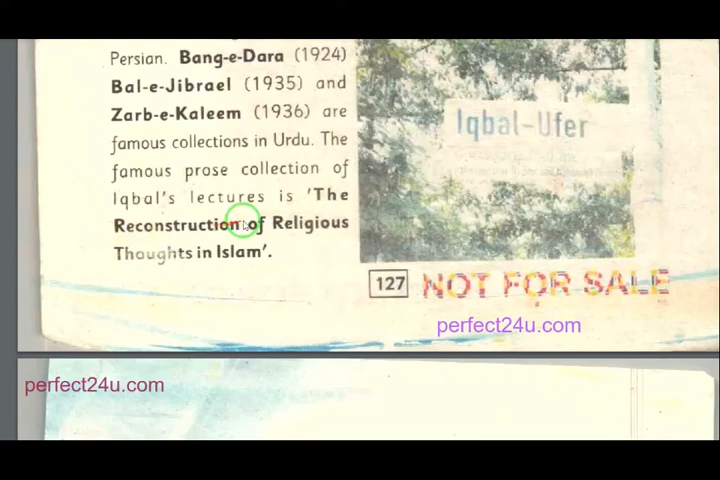 Persian. Bang-e-Dara (1924)
Bal-e-Jibrael (1935) and
Zarb-e-Kaleem (1936) are
famous collections in Urdu. The
famous prose collection of
Iqbal's lectures is 'The
Reconstruction of Religious
Thoughts in Islam'.
Iqbal-Ufer
127 NOT FOR SALE
perfect24u.com
perfect24u.com